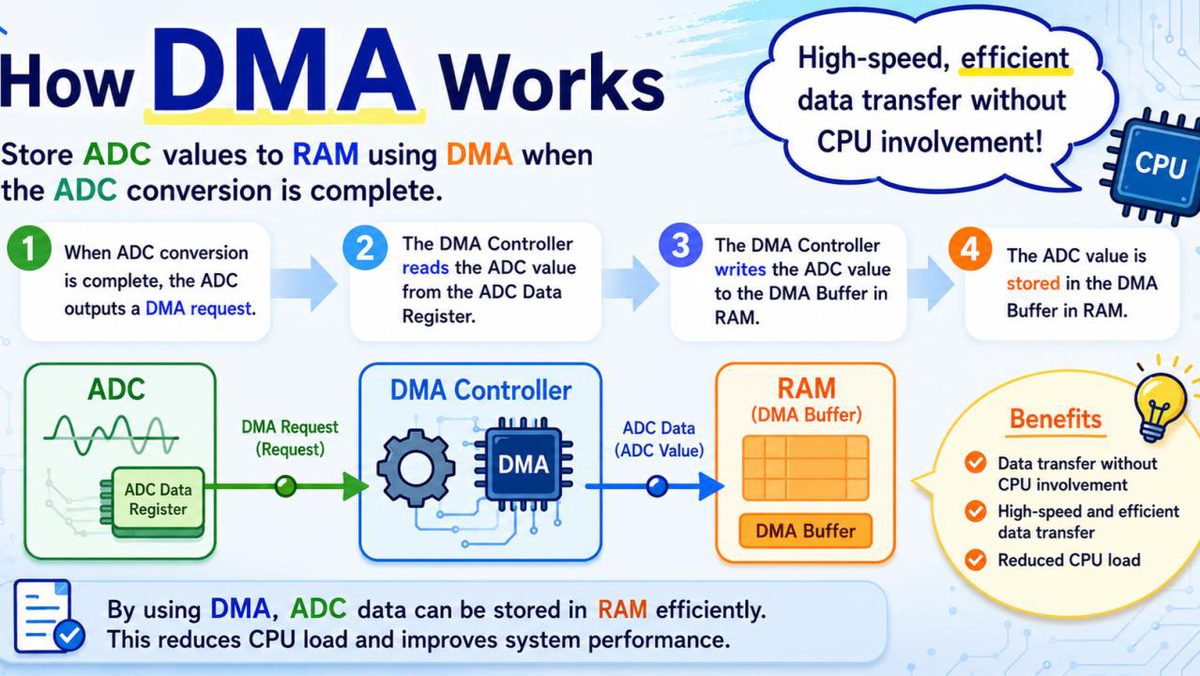 How DMA Works
Store ADC values to RAM using DMA when
the ADC conversion is complete.
High-speed, efficient
data transfer without
CPU involvement!
CPU
1
When ADC conversion
is complete, the ADC
outputs a DMA request.
2
The DMA Controller
reads the ADC value
from the ADC Data
Register.
3
The DMA Controller
writes the ADC value
to the DMA Buffer in
RAM.
4
The ADC value is
stored in the DMA
Buffer in RAM.
ADC
ADC Data
Register
DMA Request
(Request)
DMA Controller
DMA
ADC Data
(ADC Value)
RAM
(DMA Buffer)
DMA Buffer
Benefits
Data transfer without
CPU involvement
High-speed and efficient
data transfer
Reduced CPU load
By using DMA, ADC data can be stored in RAM efficiently.
This reduces CPU load and improves system performance.